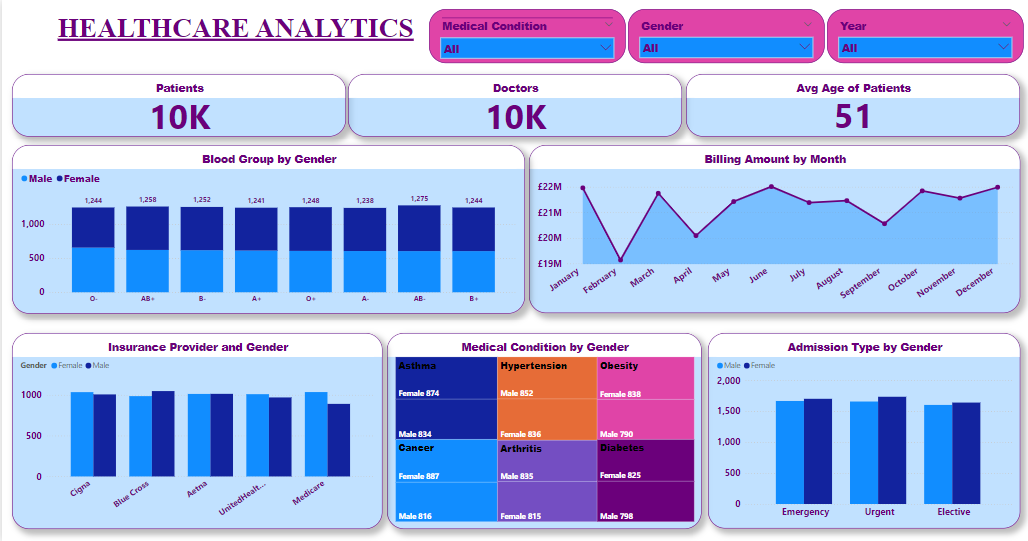 HEALTHCARE ANALYTICS
Medical Condition
All
Gender
All
Year
All
Patients
10K
Doctors
10K
Avg Age of Patients
51
Blood Group by Gender
Male Female
1,244 1,258 1,252 1,241 1,248 1,238 1,275 1,244
1,000
500
0
O- AB+ B- A+ O+ A- AB- B+
Billing Amount by Month
£22M
£21M
£20M
£19M
January February March April May June July August September October November December
Insurance Provider and Gender
Gender Female Male
1000
500
0
Cigna Blue Cross Aetna UnitedHealt... Medicare
Medical Condition by Gender
Asthma Hypertension Obesity
Female 874 Male 852 Female 838
Male 834 Female 836 Male 790
Cancer Arthritis Diabetes
Female 887 Male 835 Female 825
Male 816 Female 815 Male 798
Admission Type by Gender
Male Female
2,000
1,500
1,000
500
0
Emergency Urgent Elective